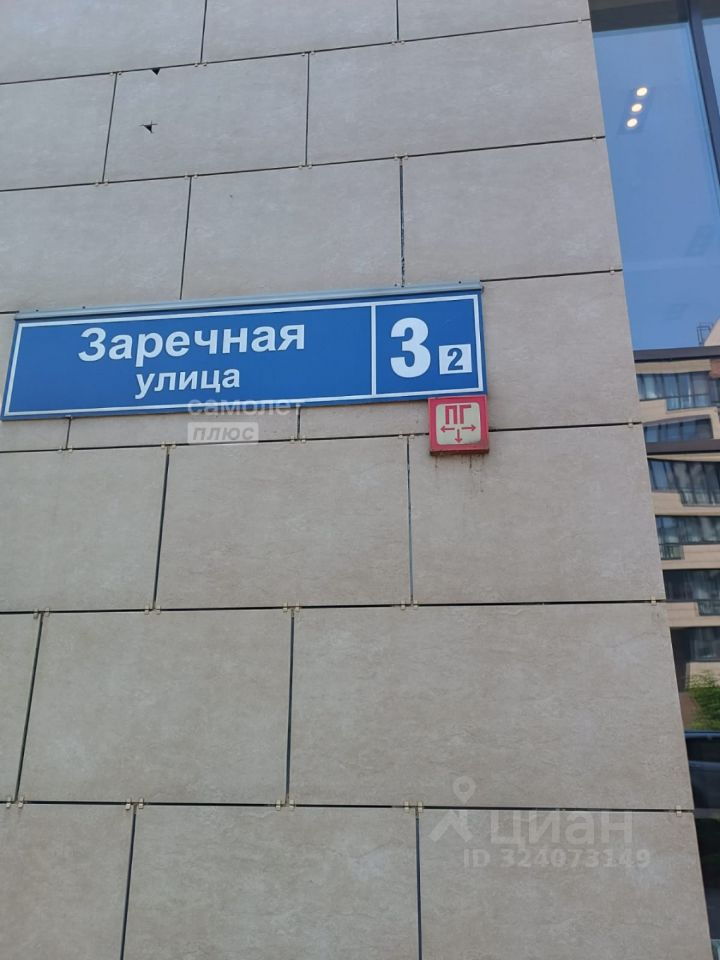 Заречная
улица
3 2
ПГ
самолет
плюс
циан
ID 324073149